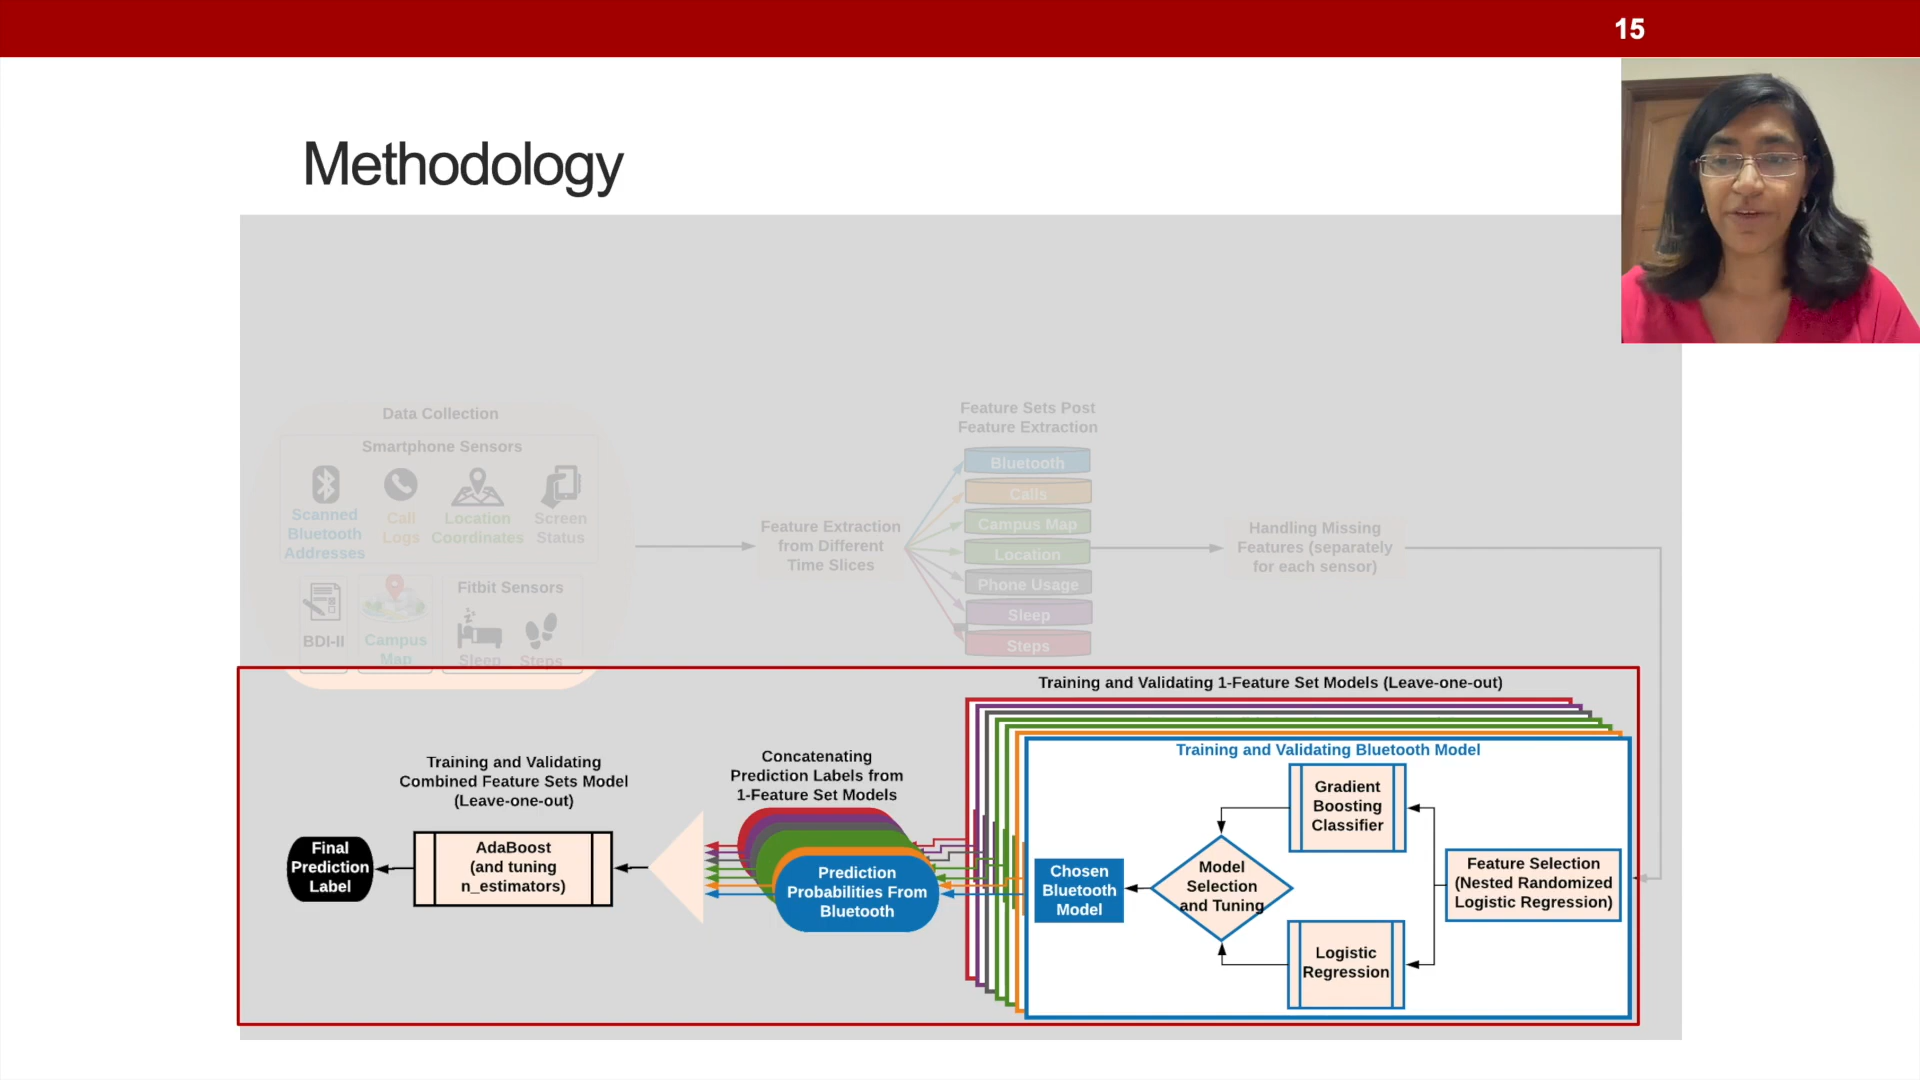 15
Methodology
Data Collection
Smartphone Sensors
Scanned
Bluetooth
Addresses
Call
Logs
Location
Coordinates
Screen
Status
BDI-II
Campus
Map
Fitbit Sensors
Sleep
Steps
Feature Extraction
from Different
Time Slices
Feature Sets Post
Feature Extraction
Bluetooth
Calls
Campus Map
Location
Phone Usage
Sleep
Steps
Handling Missing
Features (separately
for each sensor)
Training and Validating 1-Feature Set Models (Leave-one-out)
Training and Validating Bluetooth Model
Feature Selection
(Nested Randomized
Logistic Regression)
Gradient
Boosting
Classifier
Logistic
Regression
Model
Selection
and Tuning
Chosen
Bluetooth
Model
Concatenating
Prediction Labels from
1-Feature Set Models
Prediction
Probabilities From
Bluetooth
Training and Validating
Combined Feature Sets Model
(Leave-one-out)
AdaBoost
(and tuning
n_estimators)
Final
Prediction
Label